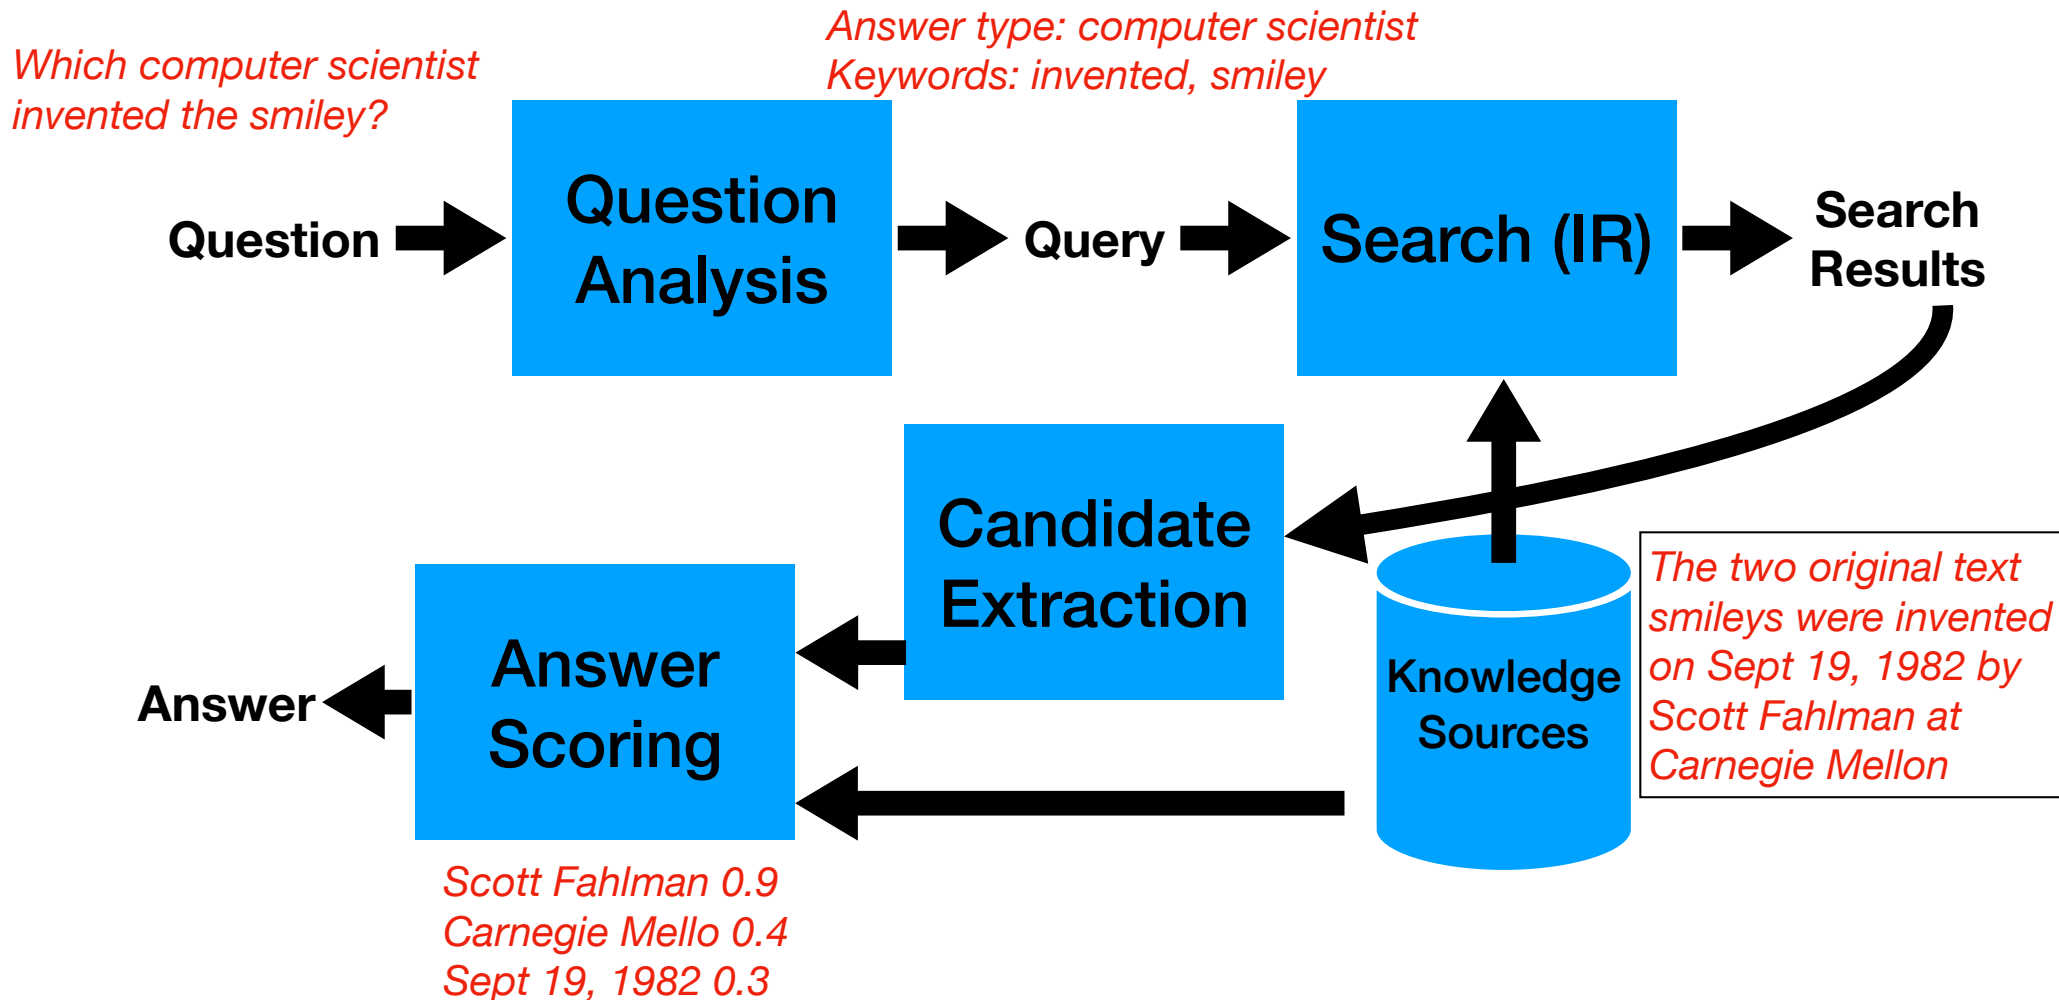 Which computer scientist
invented the smiley?
Answer type: computer scientist
Keywords: invented, smiley
Question
Question
Analysis
Query
Search (IR)
Search
Results
Candidate
Extraction
Knowledge
Sources
The two original text
smileys were invented
on Sept 19, 1982 by
Scott Fahlman at
Carnegie Mellon
Answer
Scoring
Answer
Scott Fahlman 0.9
Carnegie Mello 0.4
Sept 19, 1982 0.3